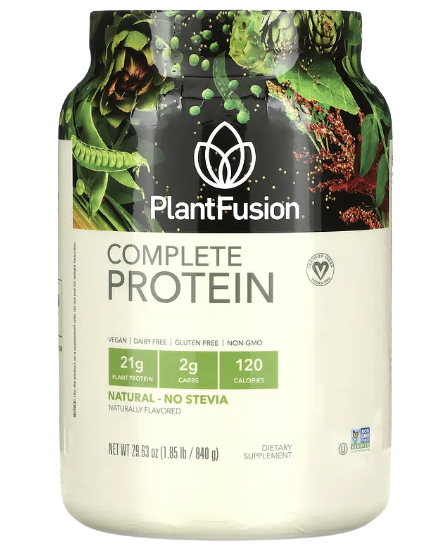 PlantFusion
COMPLETE
PROTEIN
VEGAN | DAIRY FREE | GLUTEN FREE | NON-GMO
21g
PLANT PROTEIN
2g
CARBS
120
CALORIES
NATURAL - NO STEVIA
NATURALLY FLAVORED
NET WT 29.63 oz (1.85 lb / 840 g)
DIETARY
SUPPLEMENT